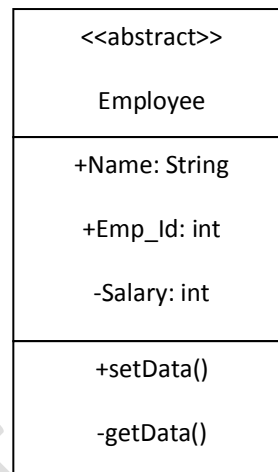 <<abstract>>
Employee
+Name: String
+Emp_Id: int
-Salary: int
+setData()
-getData()